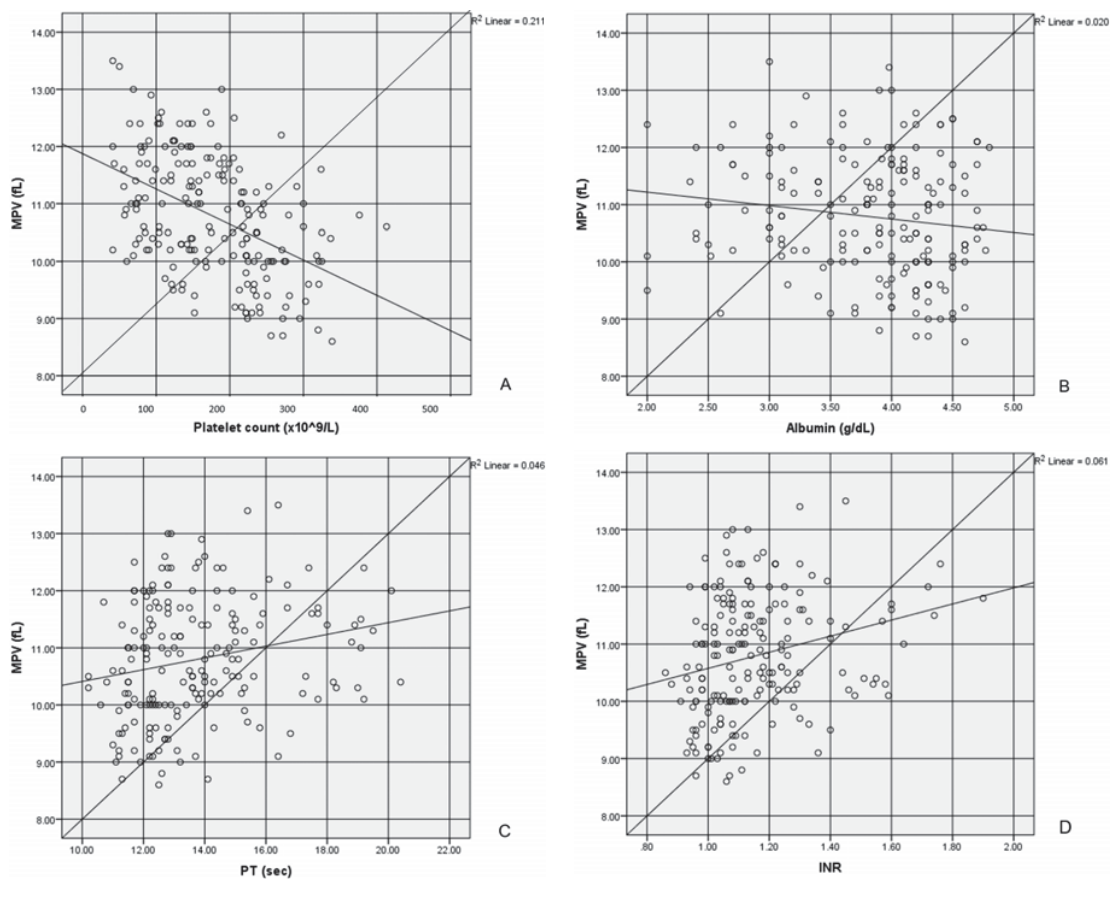 R² Linear = 0.211
14.00
13.00
12.00
11.00
10.00
9.00
8.00
MPV (fL)
0 100 200 300 400 500
Platelet count (x10^9/L)
A
R² Linear = 0.020
14.00
13.00
12.00
11.00
10.00
9.00
8.00
MPV (fL)
2.00 2.50 3.00 3.50 4.00 4.50 5.00
Albumin (g/dL)
B
R² Linear = 0.046
14.00
13.00
12.00
11.00
10.00
9.00
8.00
MPV (fL)
10.00 12.00 14.00 16.00 18.00 20.00 22.00
PT (sec)
C
R² Linear = 0.061
14.00
13.00
12.00
11.00
10.00
9.00
8.00
MPV (fL)
.80 1.00 1.20 1.40 1.60 1.80 2.00
INR
D